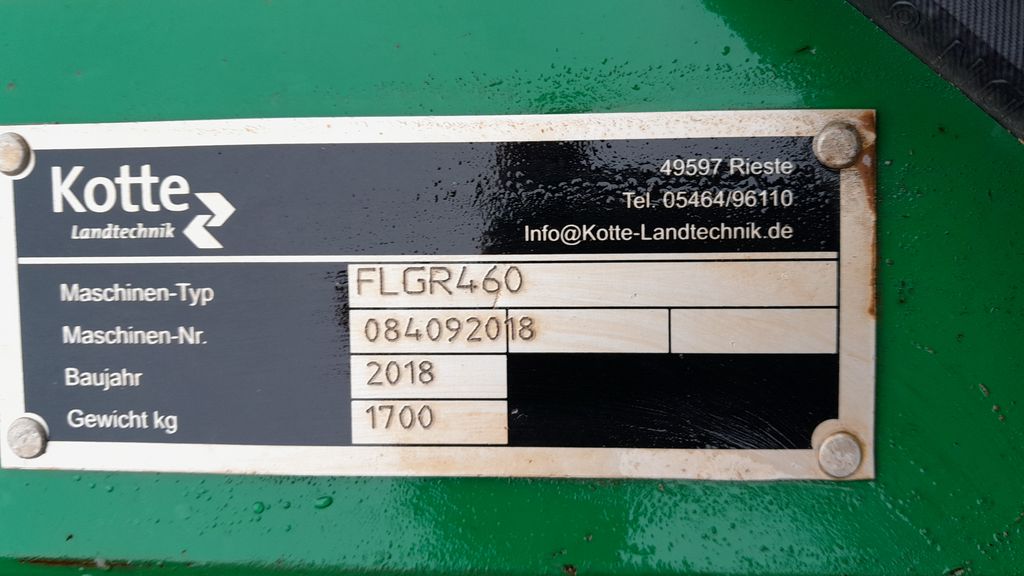 Kotte
Landtechnik
49597 Rieste
Tel. 05464/96110
Info@Kotte-Landtechnik.de
Maschinen-Typ FLGR460
Maschinen-Nr. 084092018
Baujahr 2018
Gewicht kg 1700